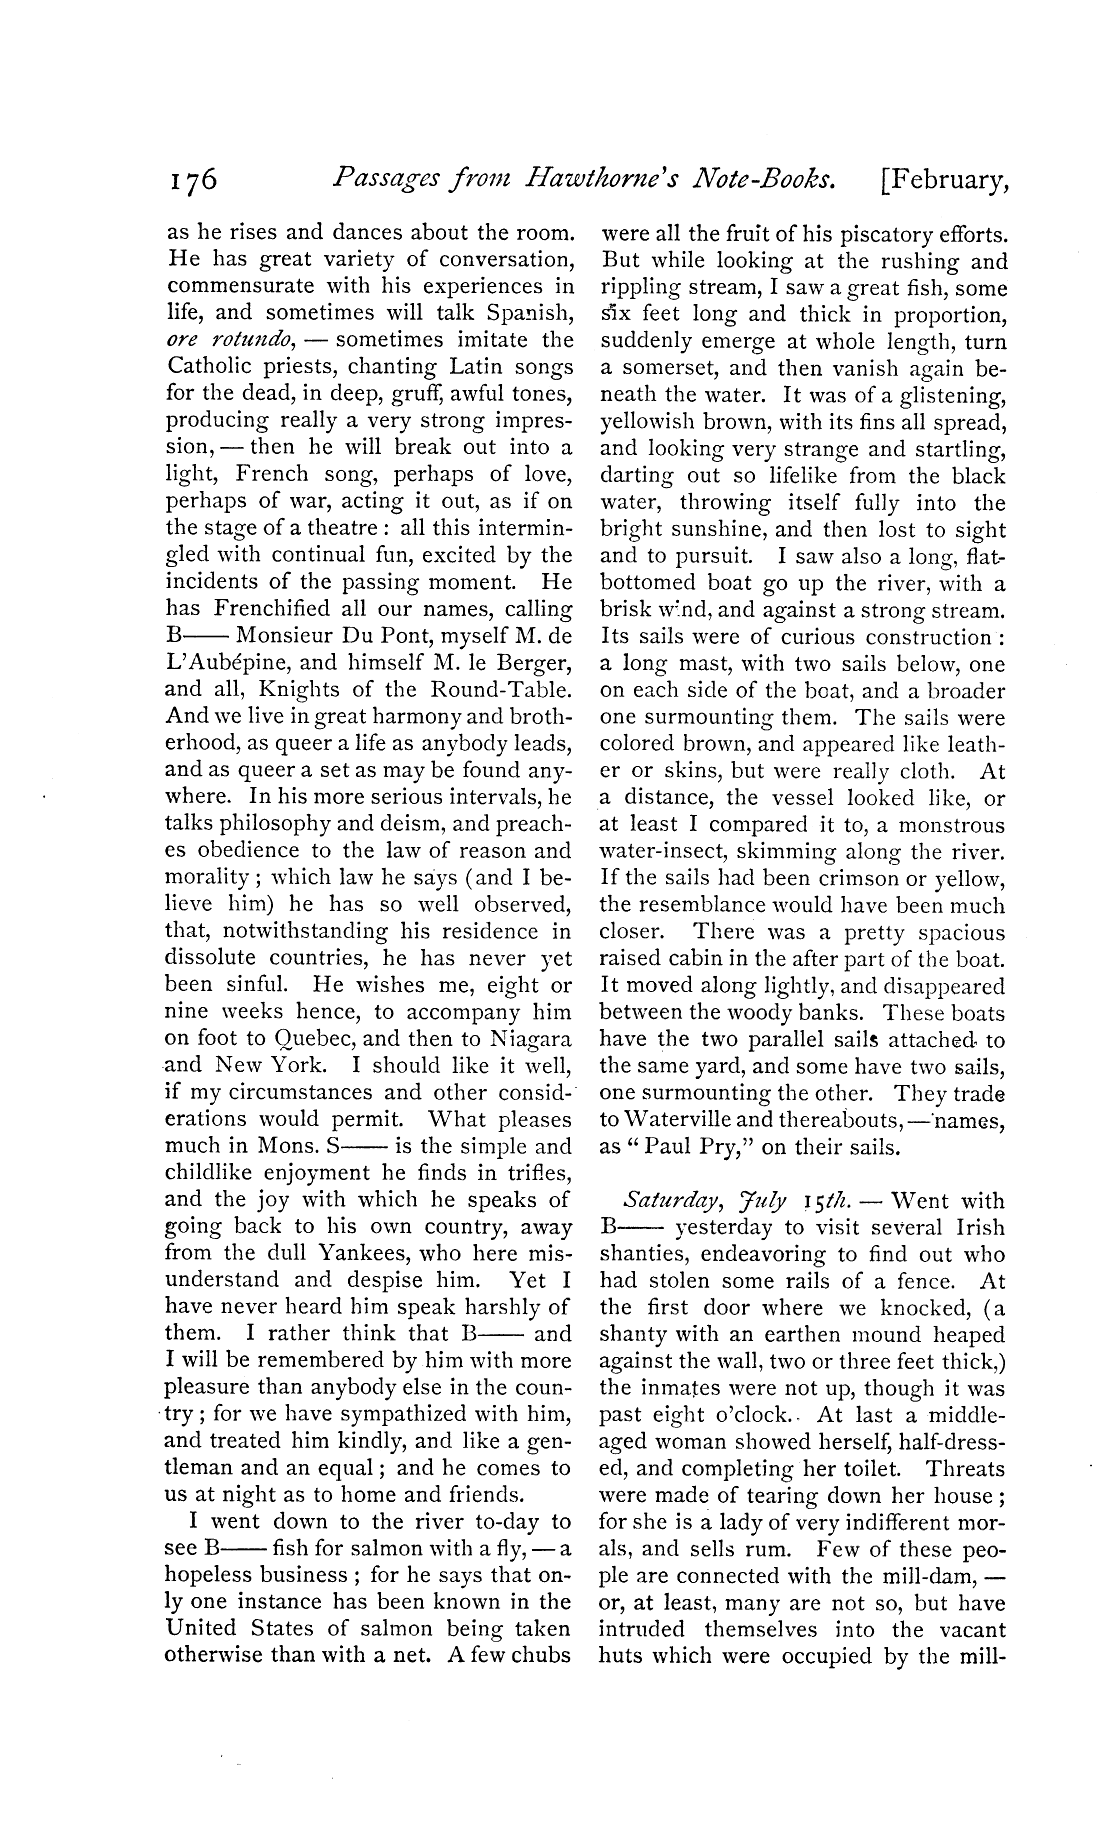 176 Passages from Hawthorne's Note-Books. [February,
as he rises and dances about the room.
He has great variety of conversation,
commensurate with his experiences in
life, and sometimes will talk Spanish,
ore rotundo, — sometimes imitate the
Catholic priests, chanting Latin songs
for the dead, in deep, gruff, awful tones,
producing really a very strong impres-
sion, — then he will break out into a
light, French song, perhaps of love,
perhaps of war, acting it out, as if on
the stage of a theatre : all this intermin-
gled with continual fun, excited by the
incidents of the passing moment. He
has Frenchified all our names, calling
B—— Monsieur Du Pont, myself M. de
L'Aubépine, and himself M. le Berger,
and all, Knights of the Round-Table.
And we live in great harmony and broth-
erhood, as queer a life as anybody leads,
and as queer a set as may be found any-
where. In his more serious intervals, he
talks philosophy and deism, and preach-
es obedience to the law of reason and
morality ; which law he says (and I be-
lieve him) he has so well observed,
that, notwithstanding his residence in
dissolute countries, he has never yet
been sinful. He wishes me, eight or
nine weeks hence, to accompany him
on foot to Quebec, and then to Niagara
and New York. I should like it well,
if my circumstances and other consid-
erations would permit. What pleases
much in Mons. S—— is the simple and
childlike enjoyment he finds in trifles,
and the joy with which he speaks of
going back to his own country, away
from the dull Yankees, who here mis-
understand and despise him. Yet I
have never heard him speak harshly of
them. I rather think that B—— and
I will be remembered by him with more
pleasure than anybody else in the coun-
try ; for we have sympathized with him,
and treated him kindly, and like a gen-
tleman and an equal ; and he comes to
us at night as to home and friends.
I went down to the river to-day to
see B—— fish for salmon with a fly, — a
hopeless business ; for he says that on-
ly one instance has been known in the
United States of salmon being taken
otherwise than with a net. A few chubs
were all the fruit of his piscatory efforts.
But while looking at the rushing and
rippling stream, I saw a great fish, some
six feet long and thick in proportion,
suddenly emerge at whole length, turn
a somerset, and then vanish again be-
neath the water. It was of a glistening,
yellowish brown, with its fins all spread,
and looking very strange and startling,
darting out so lifelike from the black
water, throwing itself fully into the
bright sunshine, and then lost to sight
and to pursuit. I saw also a long, flat-
bottomed boat go up the river, with a
brisk wind, and against a strong stream.
Its sails were of curious construction :
a long mast, with two sails below, one
on each side of the boat, and a broader
one surmounting them. The sails were
colored brown, and appeared like leath-
er or skins, but were really cloth. At
a distance, the vessel looked like, or
at least I compared it to, a monstrous
water-insect, skimming along the river.
If the sails had been crimson or yellow,
the resemblance would have been much
closer. There was a pretty spacious
raised cabin in the after part of the boat.
It moved along lightly, and disappeared
between the woody banks. These boats
have the two parallel sails attached to
the same yard, and some have two sails,
one surmounting the other. They trade
to Waterville and thereabouts, — names,
as " Paul Pry," on their sails.
Saturday, July 15th. — Went with
B—— yesterday to visit several Irish
shanties, endeavoring to find out who
had stolen some rails of a fence. At
the first door where we knocked, (a
shanty with an earthen mound heaped
against the wall, two or three feet thick,)
the inmates were not up, though it was
past eight o'clock. At last a middle-
aged woman showed herself, half-dress-
ed, and completing her toilet. Threats
were made of tearing down her house ;
for she is a lady of very indifferent mor-
als, and sells rum. Few of these peo-
ple are connected with the mill-dam, —
or, at least, many are not so, but have
intruded themselves into the vacant
huts which were occupied by the mill-